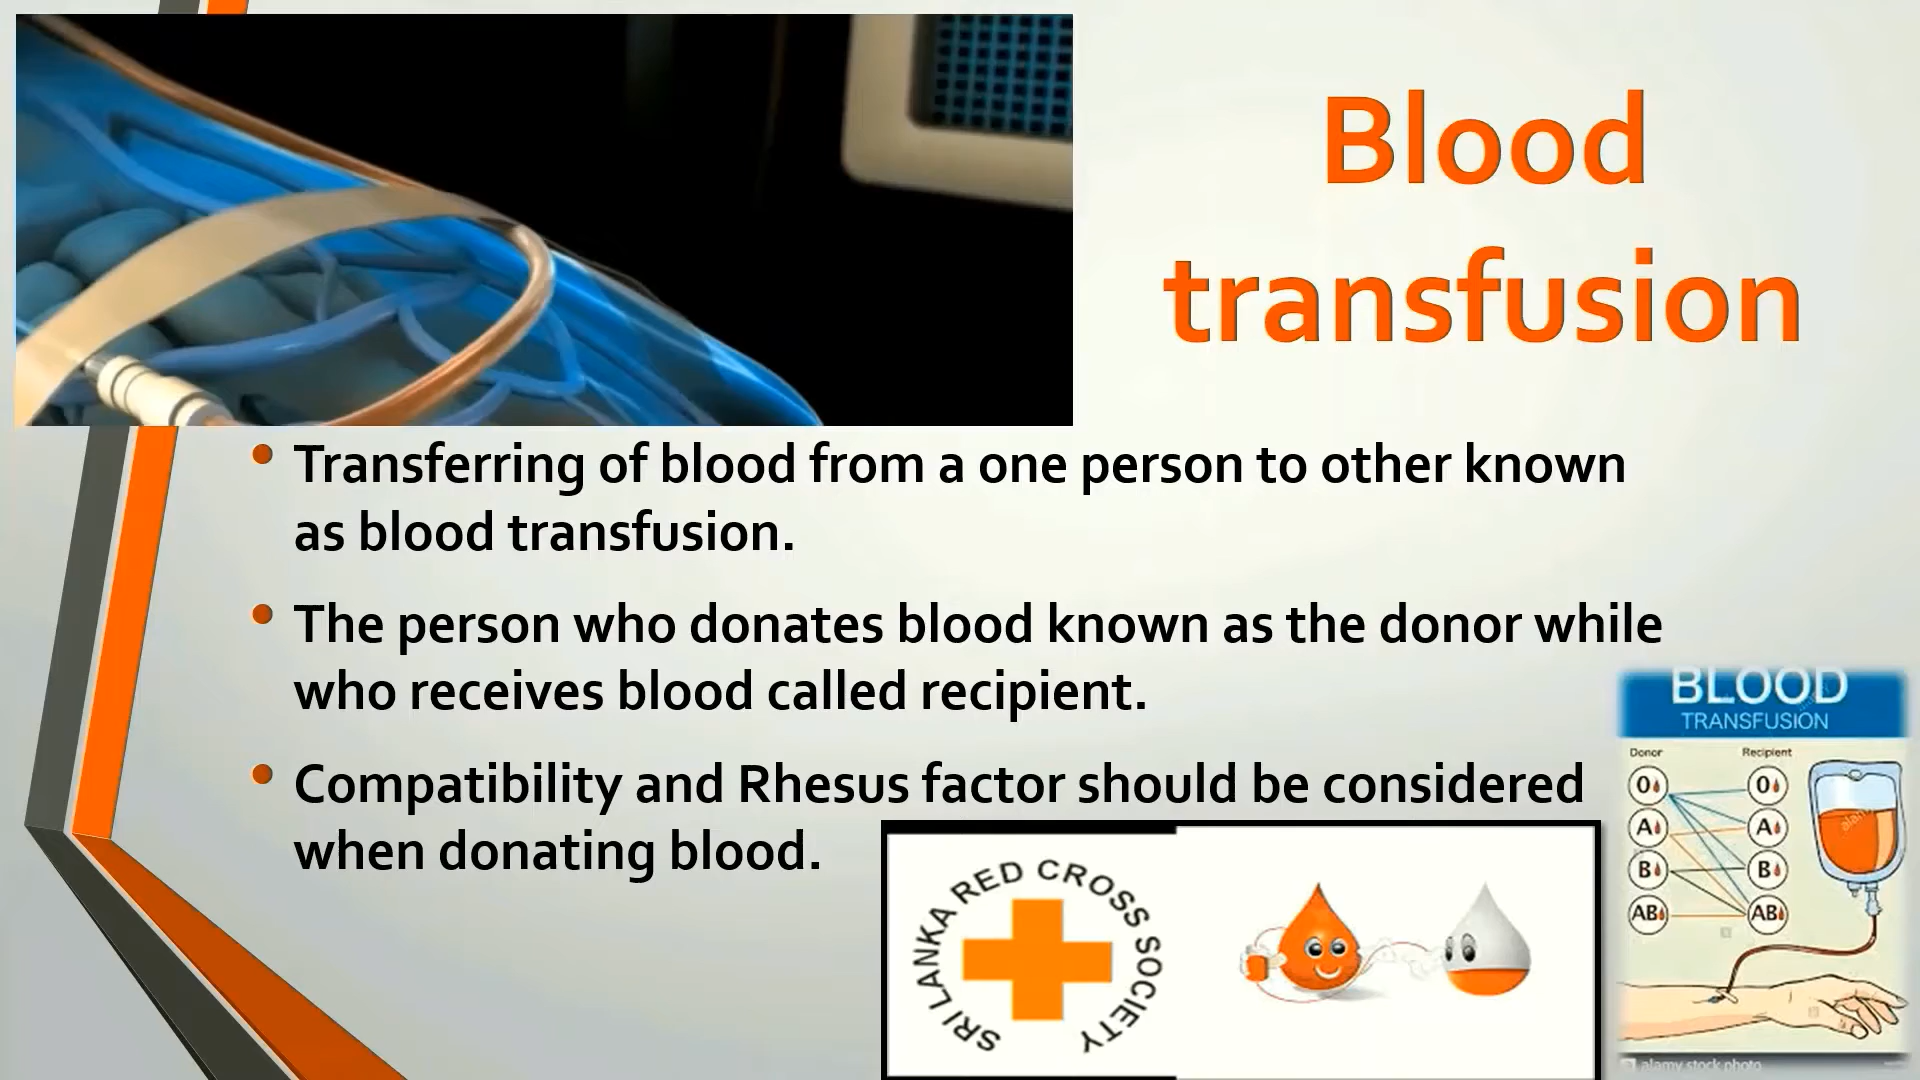 Blood
transfusion
Transferring of blood from a one person to other known
as blood transfusion.
The person who donates blood known as the donor while
who receives blood called recipient.
Compatibility and Rhesus factor should be considered
when donating blood.
SRI LANKA RED CROSS SOCIETY
BLOOD
TRANSFUSION
Donor Recipient
O O
A A
B B
AB AB
alamy stock photo